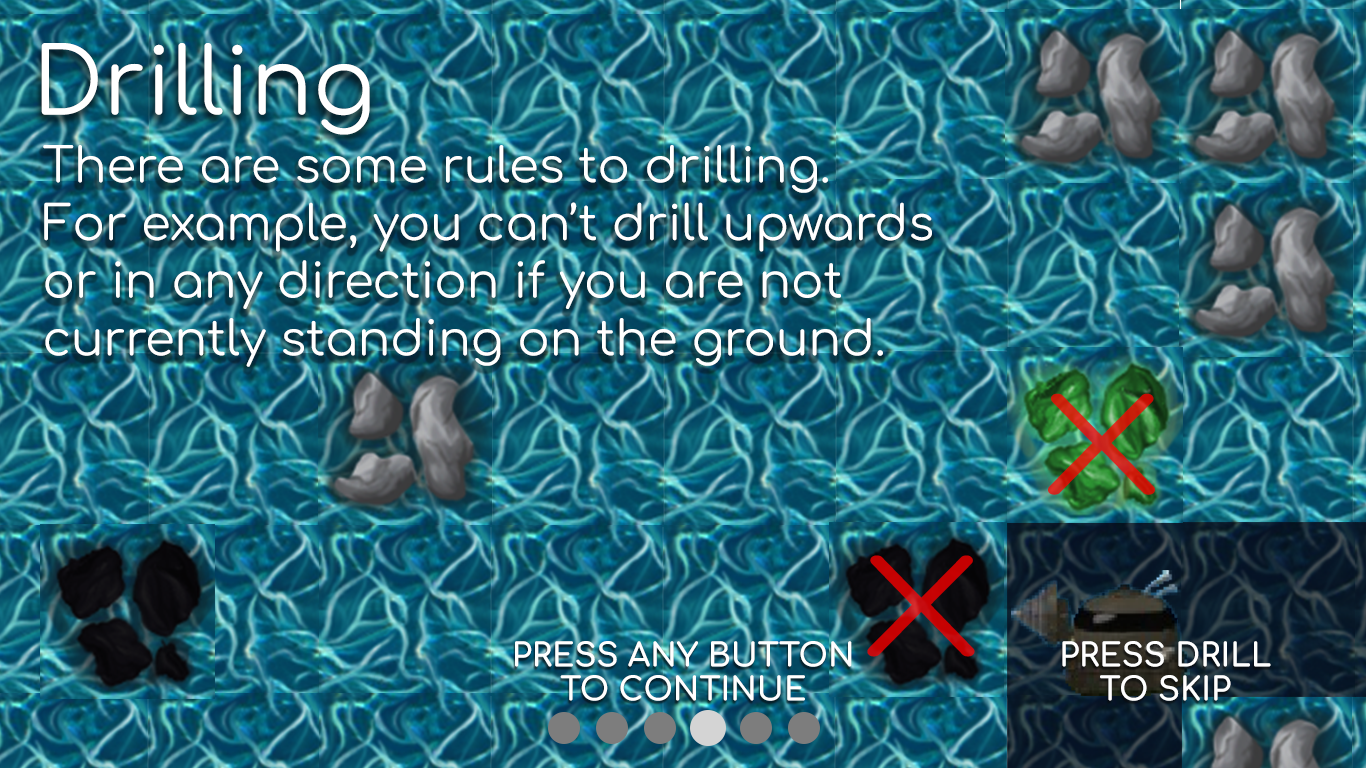 Drilling
There are some rules to drilling.
For example, you can't drill upwards
or in any direction if you are not
currently standing on the ground.
PRESS ANY BUTTON
TO CONTINUE
PRESS DRILL
TO SKIP